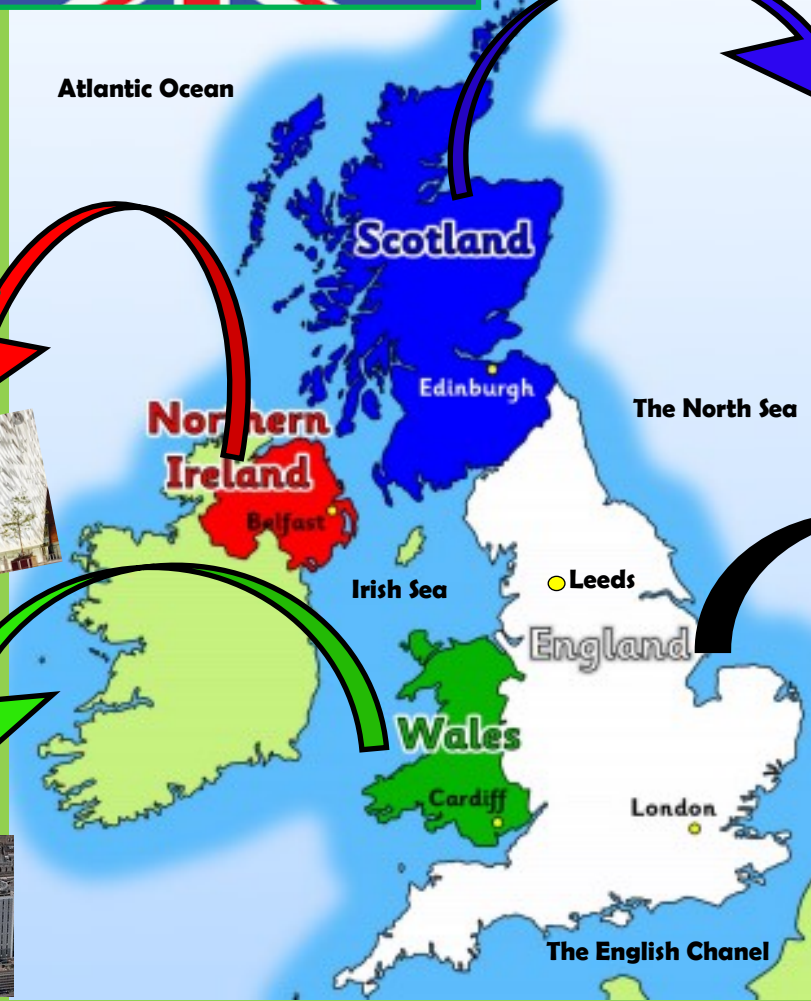 Atlantic Ocean
Scotland
Edinburgh
The North Sea
Northern
Ireland
Belfast
Irish Sea
Leeds
England
Wales
Cardiff
London
The English Chanel